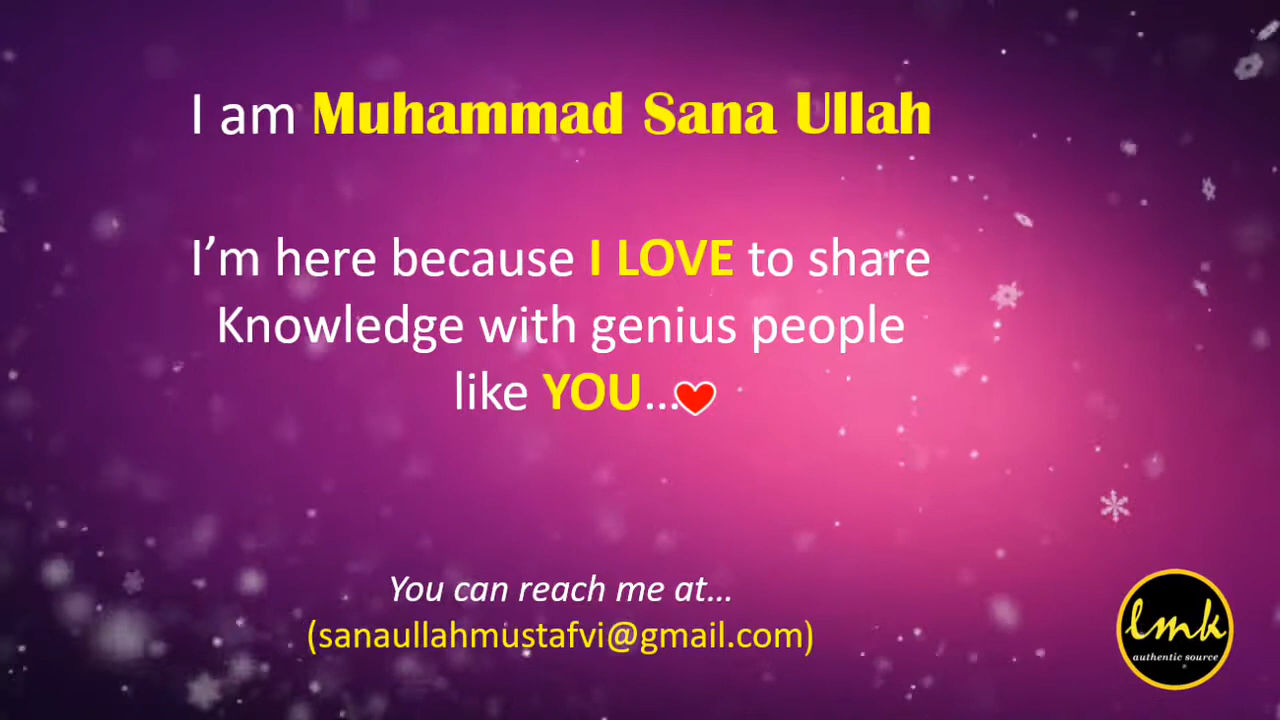 I am Muhammad Sana Ullah
I’m here because I LOVE to share
Knowledge with genius people
like YOU...
You can reach me at...
(sanaullahmustafvi@gmail.com)
lmk
authentic source